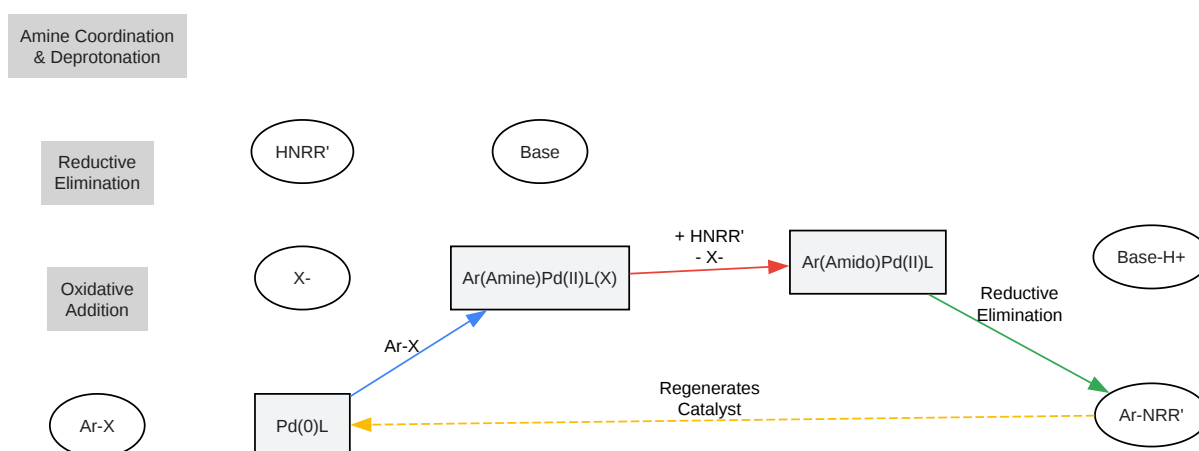 Amine Coordination
& Deprotonation
Reductive
Elimination
HNRR'
Base
+ HNRR'
- X-
Oxidative
Addition
X-
Ar(Amine)Pd(II)L(X)
Ar(Amido)Pd(II)L
Base-H+
Reductive
Elimination
Ar-X
Regenerates
Catalyst
Ar-X
Pd(0)L
Ar-NRR'